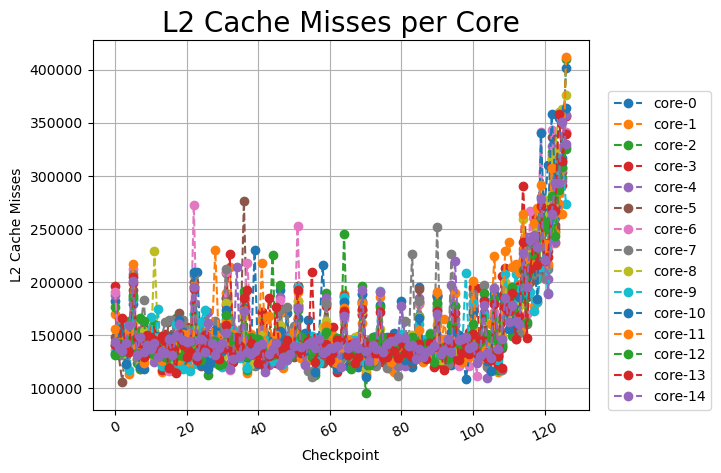 L2 Cache Misses per Core
L2 Cache Misses
400000
350000
300000
250000
200000
150000
100000
0
20
40
60
80
100
120
Checkpoint
core-0
core-1
core-2
core-3
core-4
core-5
core-6
core-7
core-8
core-9
core-10
core-11
core-12
core-13
core-14